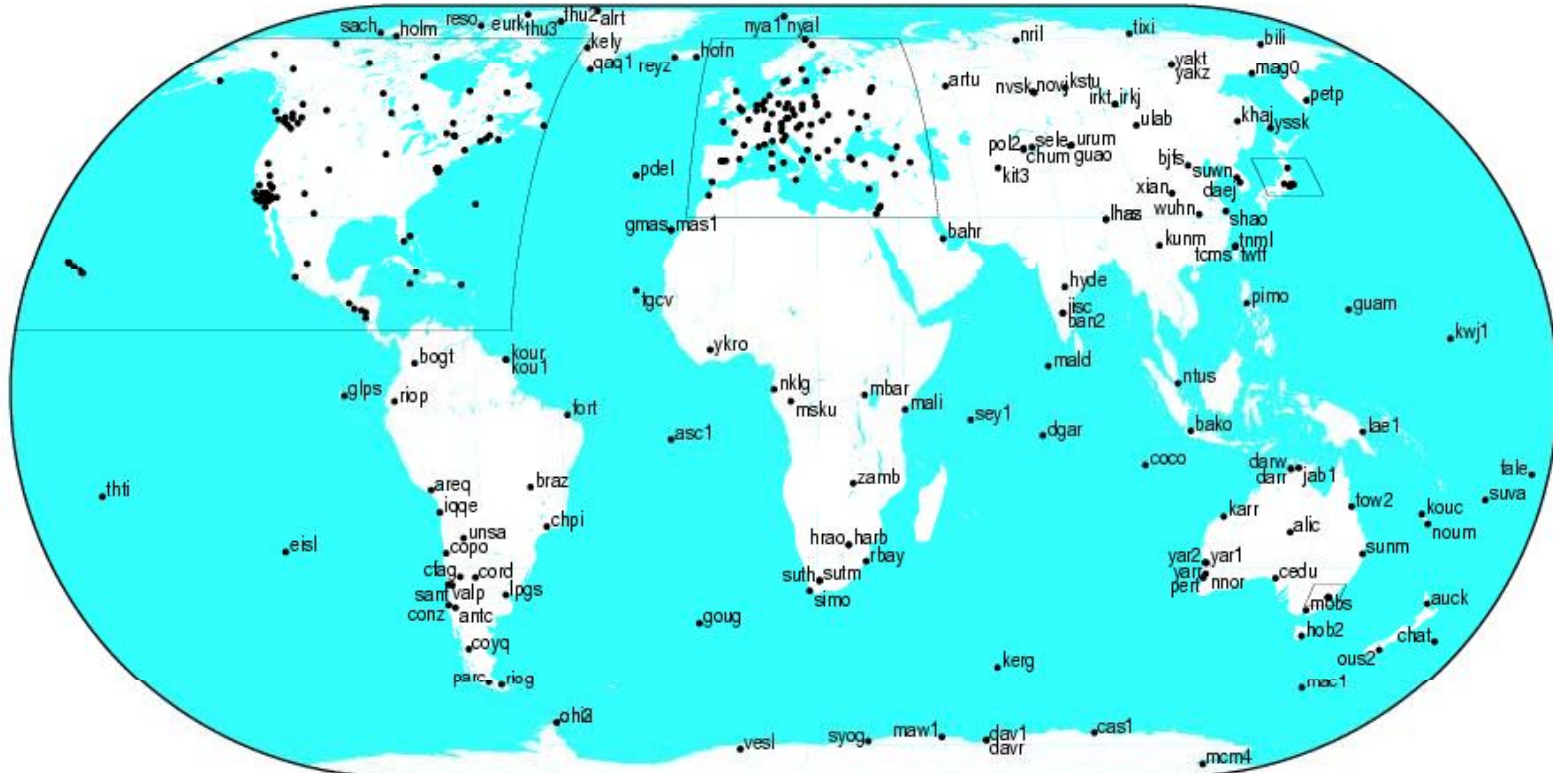 thu2 alrt
sach reso eurk thu3
holm
kely
qaq1
reyz hofn
nya1 nyal
nril
tixi
bili
yakt
yakz
mag0
artu
nvsk novj kstu
irkt irkj
petp
khaj yssk
ulab
pol2 sele urum
chum guao
kit3
bjfs suwn
daej
xian
wuhn
shao
lhas
kunm
tnml
tcms twtf
pdel
gmas mas1
bahr
hyde
iisc
ban2
pimo
guam
kwj1
ykro
mald
ntus
bogt
kour
kou1
glps
riop
nklg
msku
mbar
mali
fort
asc1
sey1
dgar
bako
lae1
coco
darw
darr jab1
thti
areq
braz
zamb
suva
iqqe
karr
tow2
kouc
chpi
unsa
alic
noum
eisl
copo
hrao harb
rbay
sunm
yar2 yar1
cord
suth sutm
cedu
yarr
pert nnor
valp lpgs
simo
conz antc
mobs
auck
goug
hob2
chat
coyq
ous2
kerg
parc riog
mac1
vesl
syog
maw1
dav1
davr
cas1
mcm4